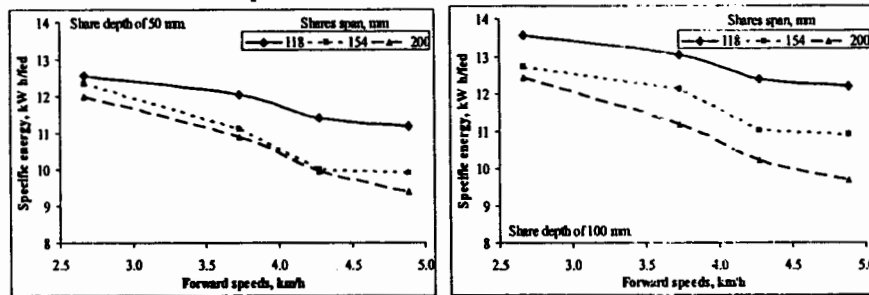 Share depth of 50 mm.
Shares span, mm
118 154 200
14
13
12
11
10
9
8
Specific energy, kW h/fed
2.5 3.0 3.5 4.0 4.5 5.0
Forward speeds, km/h
Shares span, mm
118 154 200
14
13
12
11
10
9
8
Specific energy, kW h/fed
Share depth of 100 mm.
2.5 3.0 3.5 4.0 4.5 5.0
Forward speeds, km/h